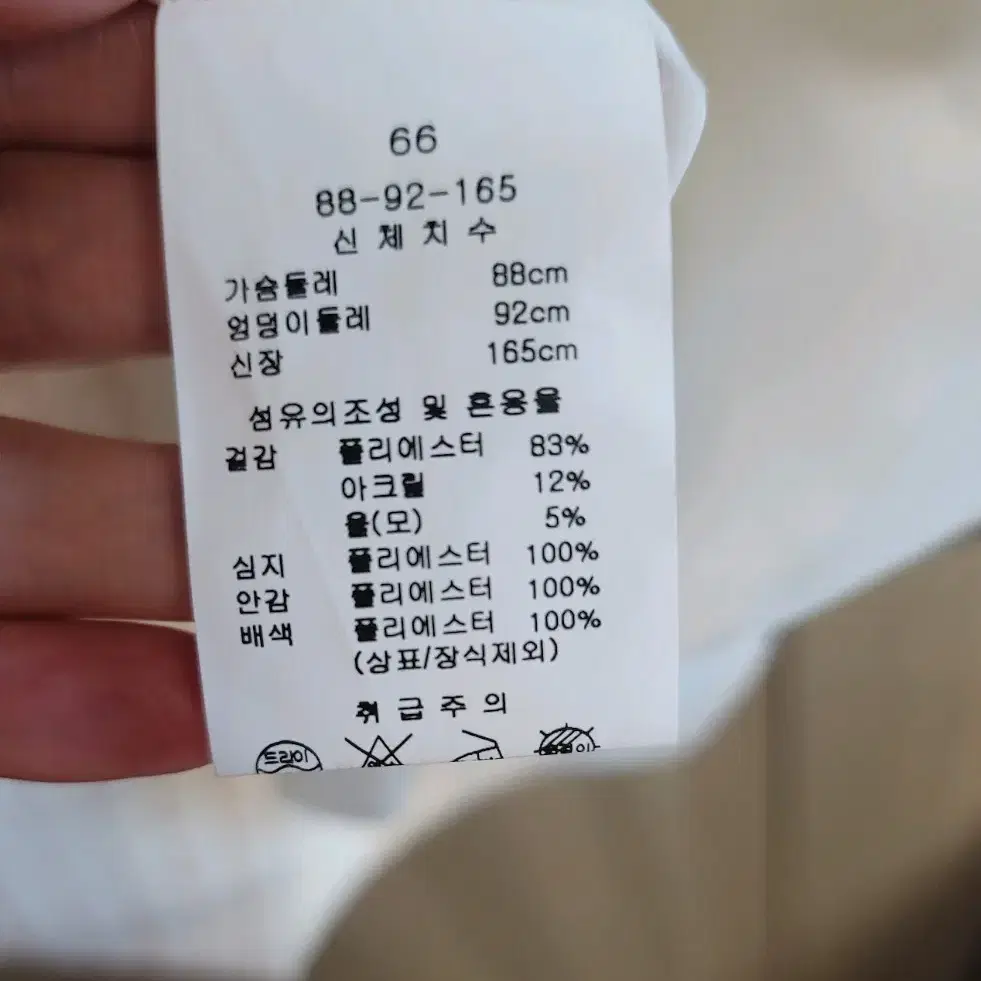 66
88-92-165
신체치수
가슴둘레 88cm
엉덩이둘레 92cm
신장 165cm
섬유의조성 및 혼용율
겉감 폴리에스터 83%
아크릴 12%
울(모) 5%
심지 폴리에스터 100%
안감 폴리에스터 100%
배색 폴리에스터 100%
(상표/장식제외)
취급주의
드라이